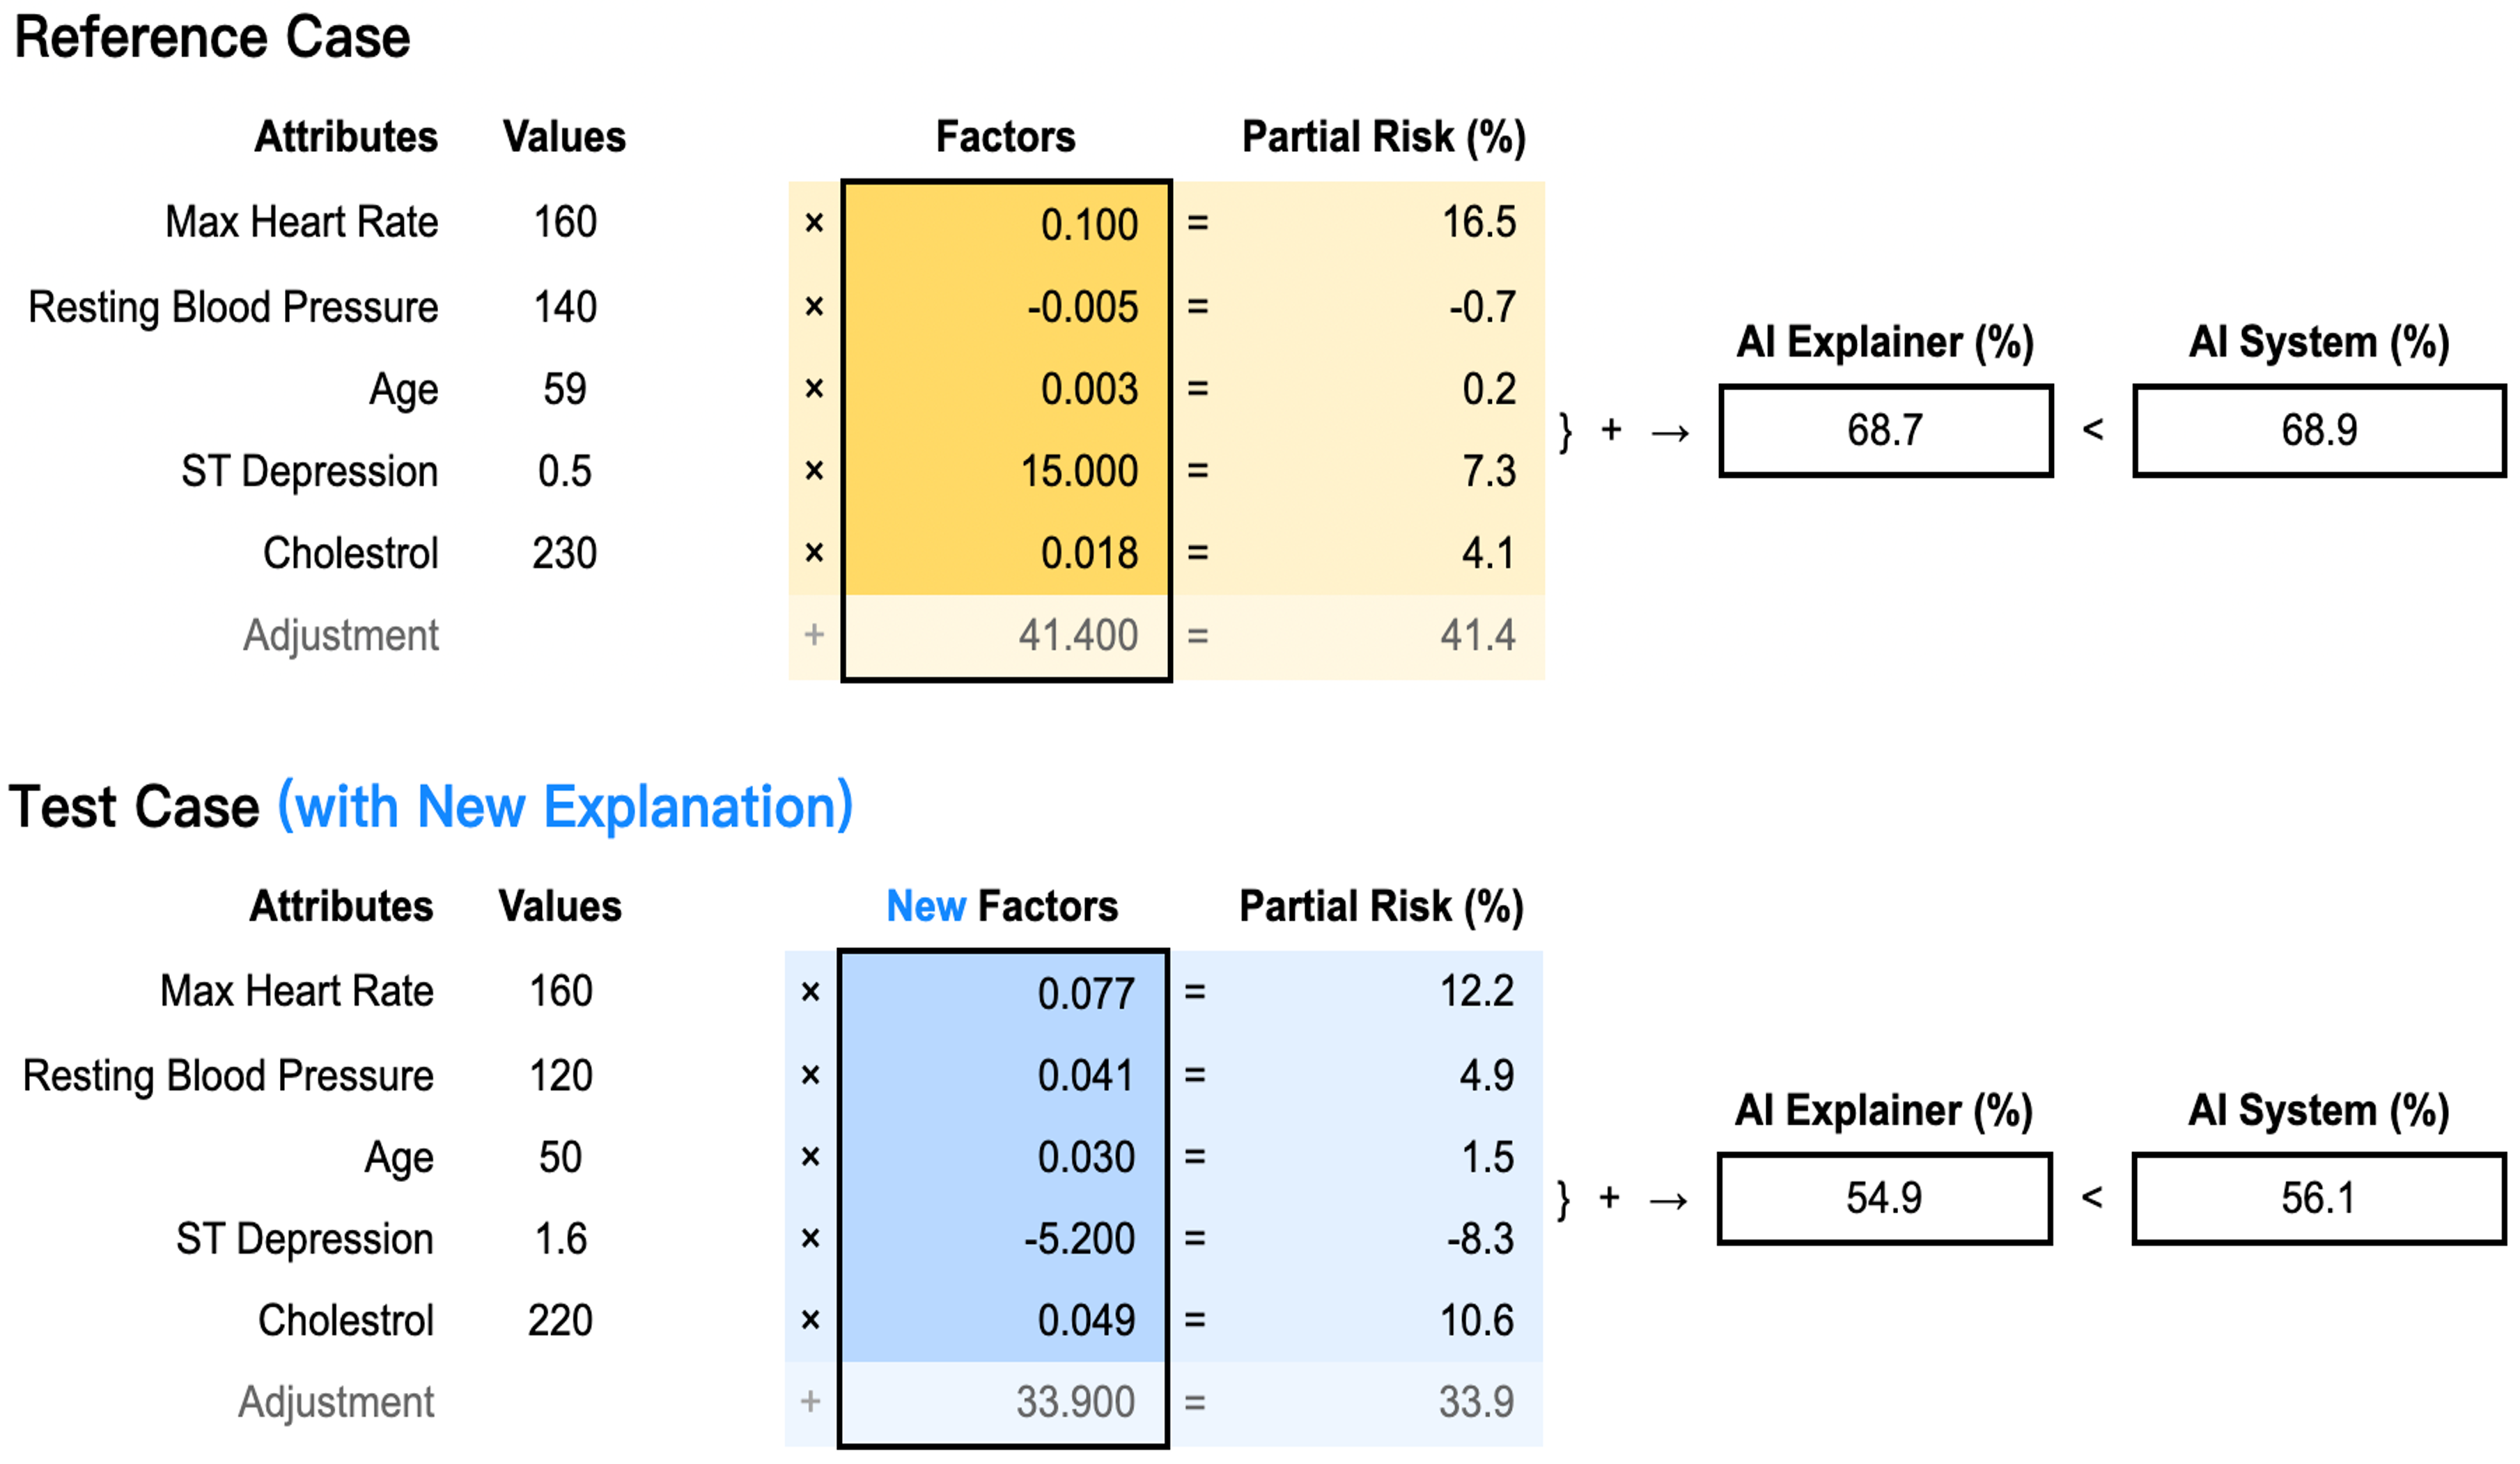 Reference Case
Attributes Values Factors Partial Risk (%)
Max Heart Rate 160 × 0.100 = 16.5
Resting Blood Pressure 140 × -0.005 = -0.7
AI Explainer (%) AI System (%)
Age 59 × 0.003 = 0.2
} + → 68.7 < 68.9
ST Depression 0.5 × 15.000 = 7.3
Cholestrol 230 × 0.018 = 4.1
Adjustment + 41.400 = 41.4
Test Case (with New Explanation)
Attributes Values New Factors Partial Risk (%)
Max Heart Rate 160 × 0.077 = 12.2
Resting Blood Pressure 120 × 0.041 = 4.9
AI Explainer (%) AI System (%)
Age 50 × 0.030 = 1.5
} + → 54.9 < 56.1
ST Depression 1.6 × -5.200 = -8.3
Cholestrol 220 × 0.049 = 10.6
Adjustment + 33.900 = 33.9